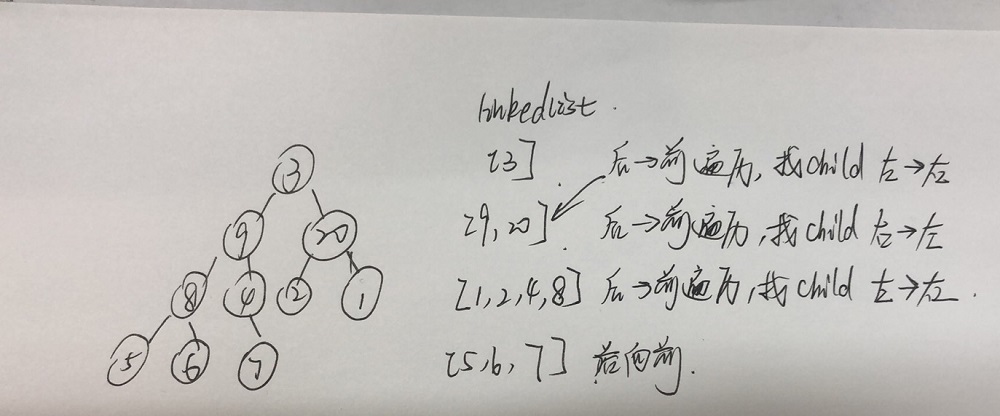 linkedlist.
3
[3] 后→前遍历, 找child 左→右
9 20
[9, 20] 后→前遍历, 找child 右→左
8 4 2 1
[1, 2, 4, 8] 后→前遍历, 找child 左→右.
5 6 7
[5, 6, 7] 后向前.